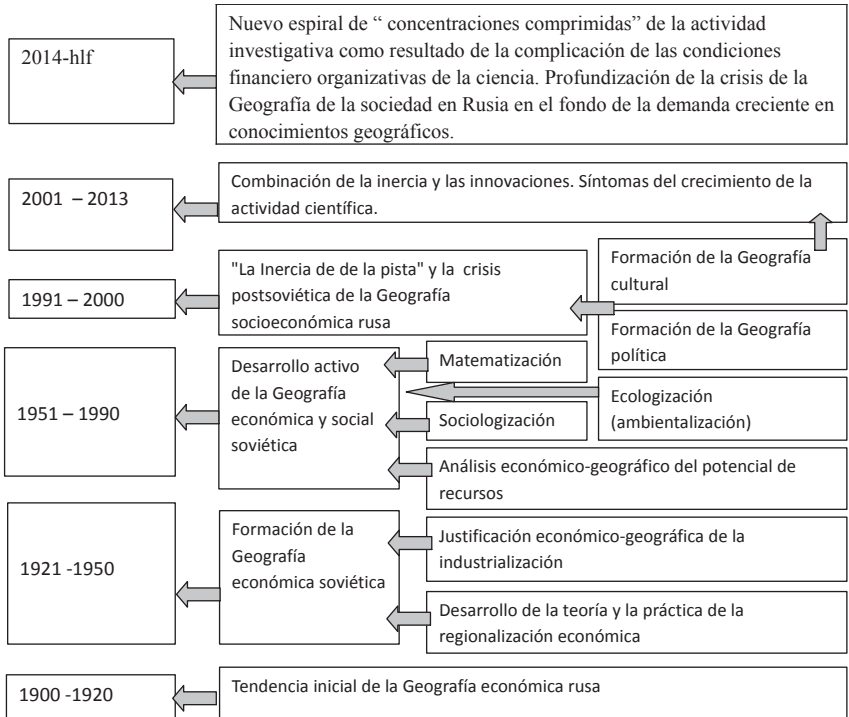 2014-hlf
Nuevo espiral de “ concentraciones comprimidas” de la actividad
investigativa como resultado de la complicación de las condiciones
financiero organizativas de la ciencia. Profundización de la crisis de la
Geografía de la sociedad en Rusia en el fondo de la demanda creciente en
conocimientos geográficos.
2001 – 2013
Combinación de la inercia y las innovaciones. Síntomas del crecimiento de la
actividad científica.
1991 – 2000
"La Inercia de de la pista" y la crisis
postsoviética de la Geografía
socioeconómica rusa
Formación de la Geografía
cultural
Formación de la Geografía
política
1951 – 1990
Desarrollo activo
de la Geografía
económica y social
soviética
Matematización
Ecologización
(ambientalización)
Sociologización
Análisis económico-geográfico del potencial de
recursos
1921 -1950
Formación de la
Geografía
económica soviética
Justificación económico-geográfica de la
industrialización
Desarrollo de la teoría y la práctica de la
regionalización económica
1900 -1920
Tendencia inicial de la Geografía económica rusa